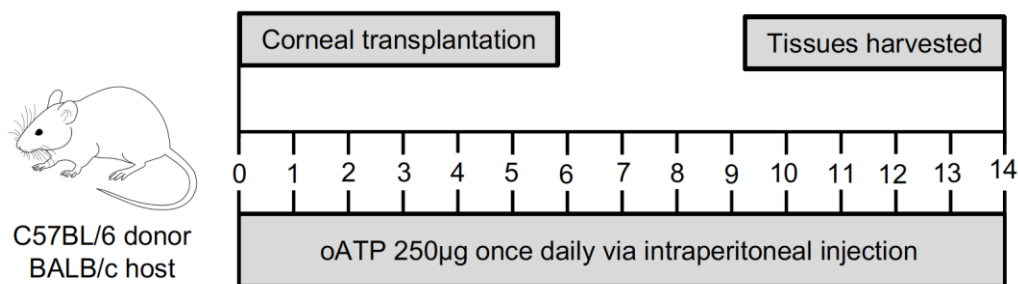 Corneal transplantation
Tissues harvested
0 1 2 3 4 5 6 7 8 9 10 11 12 13 14
C57BL/6 donor
BALB/c host
oATP 250µg once daily via intraperitoneal injection